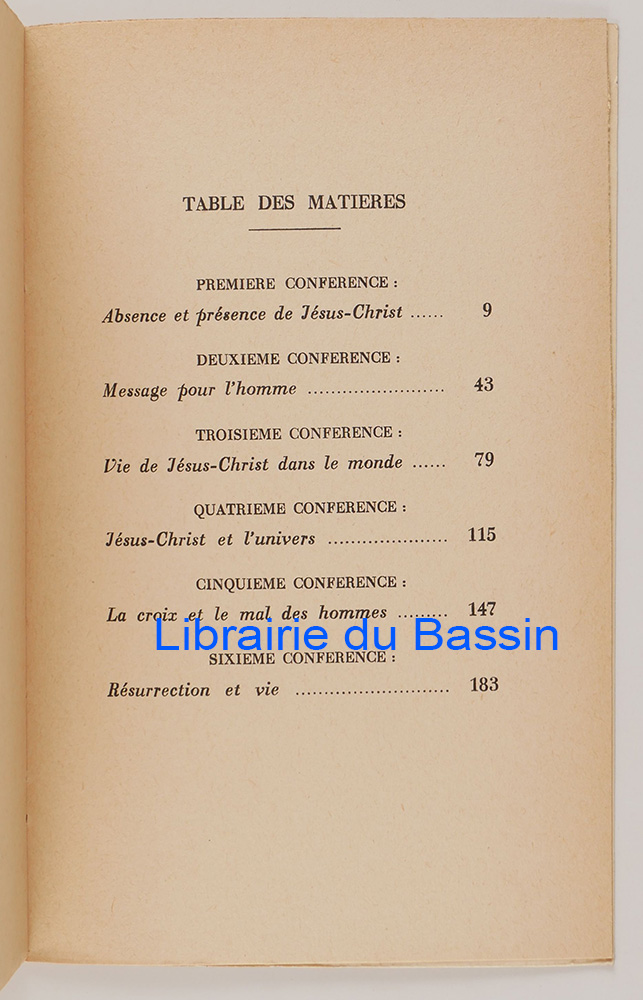 TABLE DES MATIERES
PREMIERE CONFERENCE :
Absence et présence de Jésus-Christ ...... 9
DEUXIEME CONFERENCE :
Message pour l'homme ........................ 43
TROISIEME CONFERENCE :
Vie de Jésus-Christ dans le monde ...... 79
QUATRIEME CONFERENCE :
Jésus-Christ et l'univers ..................... 115
CINQUIEME CONFERENCE :
La croix et le mal des hommes ......... 147
Librairie du Bassin
SIXIEME CONFERENCE :
Résurrection et vie ........................... 183